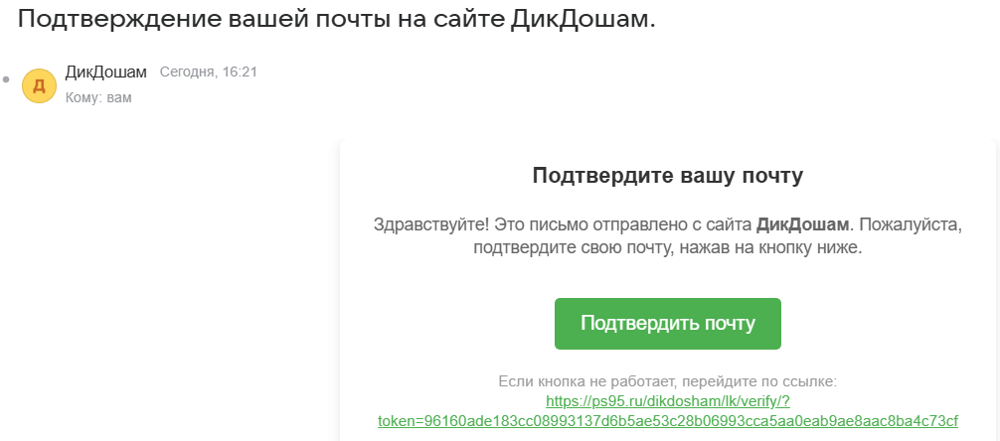 Подтверждение вашей почты на сайте ДикДошам.
Д
ДикДошам Сегодня, 16:21
Кому: вам
Подтвердите вашу почту
Здравствуйте! Это письмо отправлено с сайта ДикДошам. Пожалуйста,
подтвердите свою почту, нажав на кнопку ниже.
Подтвердить почту
Если кнопка не работает, перейдите по ссылке:
https://ps95.ru/dikdosham/lk/verify/?
token=96160ade183cc08993137d6b5ae53c28b06993cca5aa0eab9ae8aac8ba4c73cf